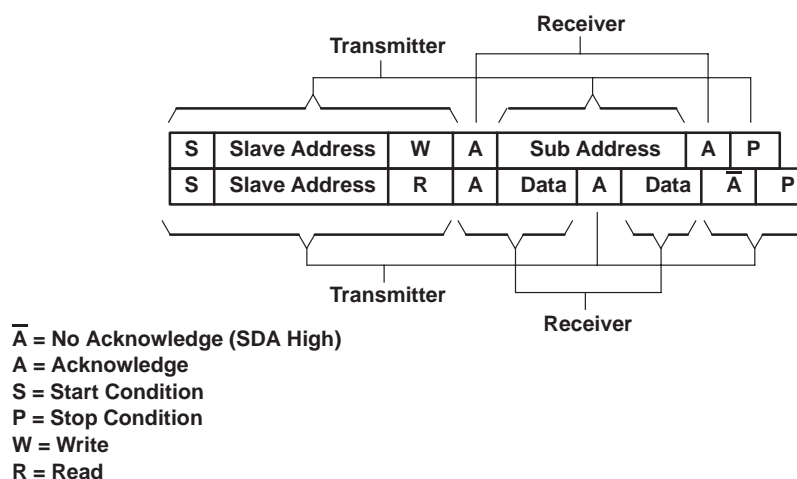 Receiver
Transmitter
S Slave Address W A Sub Address A P
S Slave Address R A Data A Data A̅ P
Transmitter
Receiver
A̅ = No Acknowledge (SDA High)
A = Acknowledge
S = Start Condition
P = Stop Condition
W = Write
R = Read